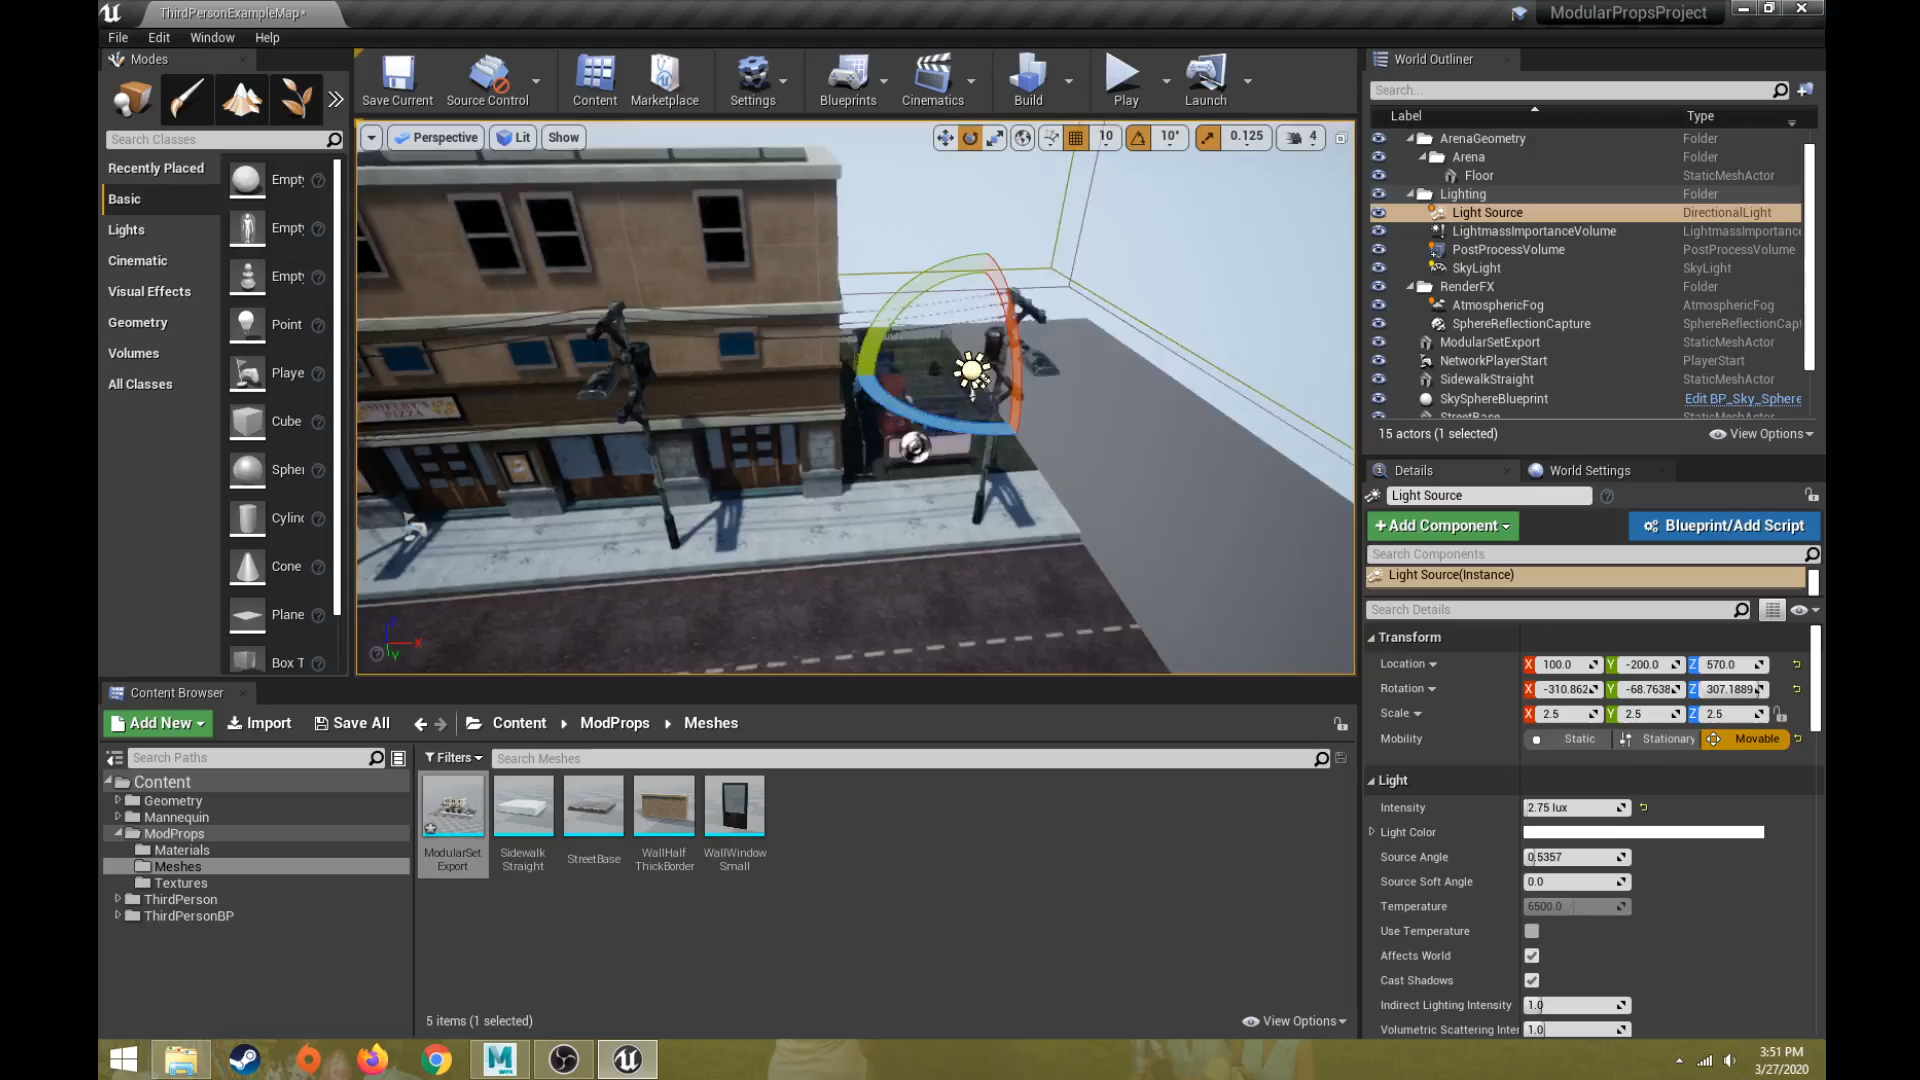 ThirdPersonExampleMap*
ModularPropsProject
File Edit Window Help
Modes
Search Classes
Recently Placed
Basic
Lights
Cinematic
Visual Effects
Geometry
Volumes
All Classes
Empty
Empty
Empty
Point
Playe
Cube
Spher
Cylind
Cone
Plane
Box T
Save Current
Source Control
Content
Marketplace
Settings
Blueprints
Cinematics
Build
Play
Launch
Perspective
Lit
Show
10
10°
0.125
4
X
Y
World Outliner
Search...
Label Type
ArenaGeometry Folder
Arena Folder
Floor StaticMeshActor
Lighting Folder
Light Source DirectionalLight
LightmassImportanceVolume LightmassImportance
PostProcessVolume PostProcessVolume
SkyLight SkyLight
RenderFX Folder
AtmosphericFog AtmosphericFog
SphereReflectionCapture SphereReflectionCapt
ModularSetExport StaticMeshActor
NetworkPlayerStart PlayerStart
SidewalkStraight StaticMeshActor
SkySphereBlueprint Edit BP_Sky_Sphere
StreetBase StaticMeshActor
15 actors (1 selected)
View Options
Details
World Settings
Light Source
+Add Component
Blueprint/Add Script
Search Components
Light Source(Instance)
Search Details
Transform
Location X 100.0 Y -200.0 Z 570.0
Rotation X -310.862 Y -68.7638 Z 307.1889
Scale X 2.5 Y 2.5 Z 2.5
Mobility Static Stationary Movable
Light
Intensity 2.75 lux
Light Color
Source Angle 0.5357
Source Soft Angle 0.0
Temperature 6500.0
Use Temperature
Affects World
Cast Shadows
Indirect Lighting Intensity 1.0
Volumetric Scattering Inter 1.0
Content Browser
Add New Import Save All Content ModProps Meshes
Search Paths
Content
Geometry
Mannequin
ModProps
Materials
Meshes
Textures
ThirdPerson
ThirdPersonBP
Filters
Search Meshes
ModularSet
Export
Sidewalk
Straight
StreetBase
WallHalf
ThickBorder
WallWindow
Small
5 items (1 selected)
View Options
3:51 PM
3/27/2020